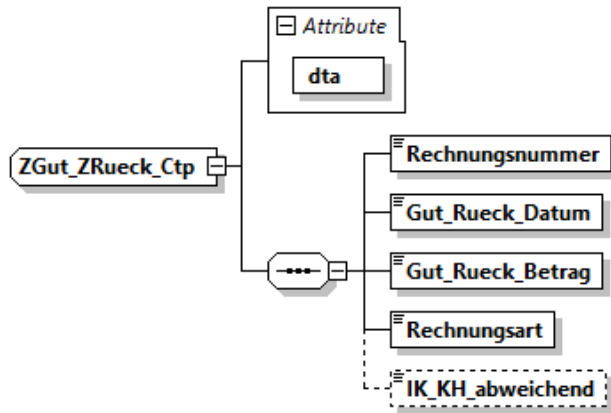 Attribute
dta
ZGut_ZRueck_Ctp
Rechnungsnummer
Gut_Rueck_Datum
Gut_Rueck_Betrag
Rechnungsart
IK_KH_abweichend